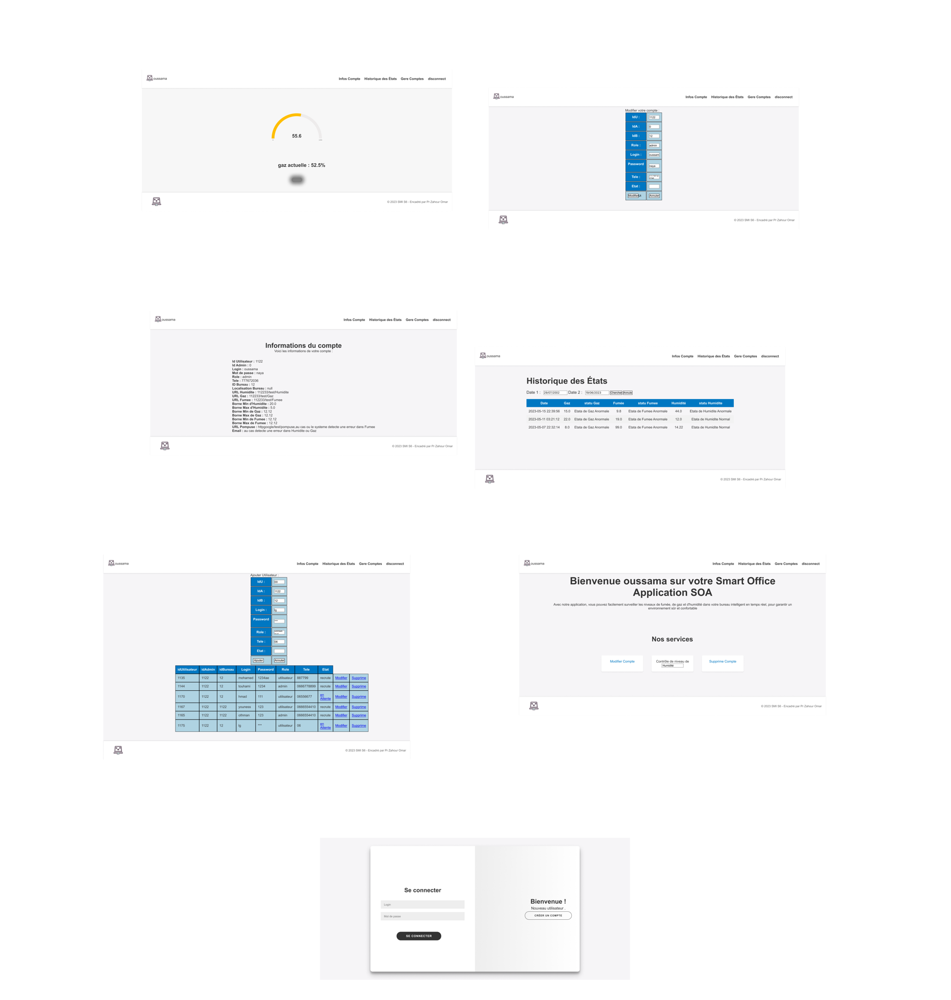 oussama
Infos Compte Historique des États Gere Comptes disconnect
55.6
gaz actuelle : 52.5%
© 2023 SMI S6 - Encadré par Pr Zahour Omar
oussama
Infos Compte Historique des États Gere Comptes disconnect
Modifier votre compte :
IdU : 1122
IdA : 0
IdB : 12
Role : admin
Login : oussam
Password naya
Tele :
Etat :
Modifier Annuler
© 2023 SMI S6 - Encadré par Pr Zahour Omar
oussama
Infos Compte Historique des États Gere Comptes disconnect
Informations du compte
Voici les informations de votre compte :
Id Utilisateur : 1122
Id Admin : 0
Login : oussama
Mot de passe : naya
Role : admin
Tele : 777672036
ID Bureau : 12
Localisation Bureau : null
URL Humidite : 112233/test/Humidite
URL Gaz : 112233/test/Gaz
URL Fumee : 112233/test/Fumee
Borne Min d'Humidite : 20.0
Borne Max d'Humidite : 5.0
Borne Min de Gaz : 12.12
Borne Max de Gaz : 12.12
Borne Min de Fumee : 12.12
Borne Max de Fumee : 12.12
URL Pompuse : httpgoogle/test/pompuse,au cas ou le systeme detecte une erreur dans Fumee
Email : au cas detecte une erreur dans Humidite ou Gaz
© 2023 SMI S6 - Encadré par Pr Zahour Omar
oussama
Infos Compte Historique des États Gere Comptes disconnect
Historique des États
Date 1 : 29/07/2002 Date 2 : 19/06/2023 Chercher Annule
Date Gaz statu Gaz Fumée statu Fumee Humidité statu Humidite
2023-05-15 22:39:56 15.0 Etata de Gaz Anormale 9.8 Etata de Fumee Anormale 44.0 Etata de Humidite Anormale
2023-05-11 03:21:12 22.0 Etata de Gaz Anormale 19.0 Etata de Fumee Anormale 12.0 Etata de Humidite Normal
2023-05-07 22:32:14 8.0 Etata de Gaz Anormale 99.0 Etata de Fumee Anormale 14.22 Etata de Humidite Normal
© 2023 SMI S6 - Encadré par Pr Zahour Omar
oussama
Infos Compte Historique des États Gere Comptes disconnect
Ajouter Utilisateur :
IdU : 00
IdA : 1122
IdB : 12
Login : lg
Password ***
Role :
Tele : 06
Etat :
Ajouter Annuler
idUtilisateur idAdmin idBureau Login Password Role Tele Etat
1135 1122 12 mohamed 1234ae utilisateur 887799 recrute Modifier Supprime
1144 1122 12 touhami 1234 admin 0666778899 recrute Modifier Supprime
1170 1122 12 hmad 111 utilisateur 06556677 en Attente Modifier Supprime
1167 1122 1122 youness 123 utilisateur 0666554410 recrute Modifier Supprime
1165 1122 1122 othman 123 admin 0666554410 recrute Modifier Supprime
1175 1122 12 lg *** utilisateur 06 en Attente Modifier Supprime
© 2023 SMI S6 - Encadré par Pr Zahour Omar
oussama
Infos Compte Historique des États Gere Comptes disconnect
Bienvenue oussama sur votre Smart Office
Application SOA
Avec notre application, vous pouvez facilement surveiller les niveaux de fumée, de gaz et d'humidité dans votre bureau intelligent en temps réel, pour garantir un
environnement sûr et confortable
Nos services
Modifier Compte
Contrôle de niveau de
Humidité
Supprime Compte
© 2023 SMI S6 - Encadré par Pr Zahour Omar
Se connecter
Login
Mot de passe
SE CONNECTER
Bienvenue !
Nouveau utilisateur .
CRÉER UN COMPTE